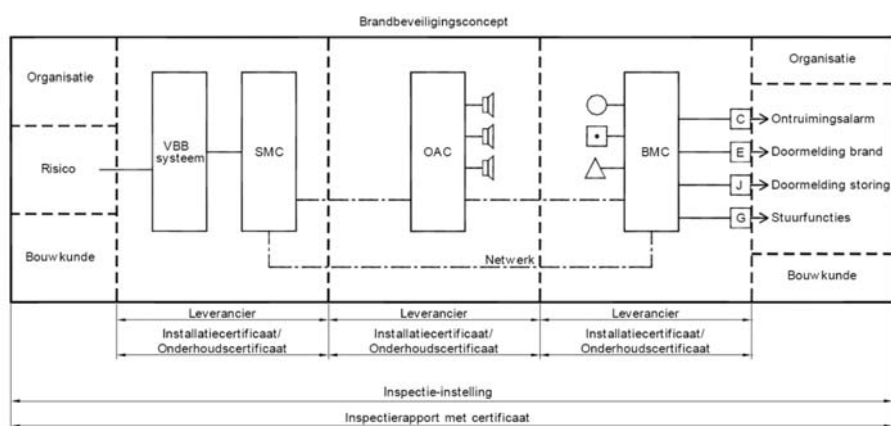 Brandbeveiligingsconcept
Organisatie
Risico
Bouwkunde
VBB
systeem
SMC
OAC
BMC
C
E
J
G
Organisatie
Ontruimingsalarm
Doormelding brand
Doormelding storing
Stuurfuncties
Bouwkunde
Netwerk
Leverancier
Leverancier
Leverancier
Installatiecertificaat/
Onderhoudscertificaat
Installatiecertificaat/
Onderhoudscertificaat
Installatiecertificaat/
Onderhoudscertificaat
Inspectie-instelling
Inspectierapport met certificaat